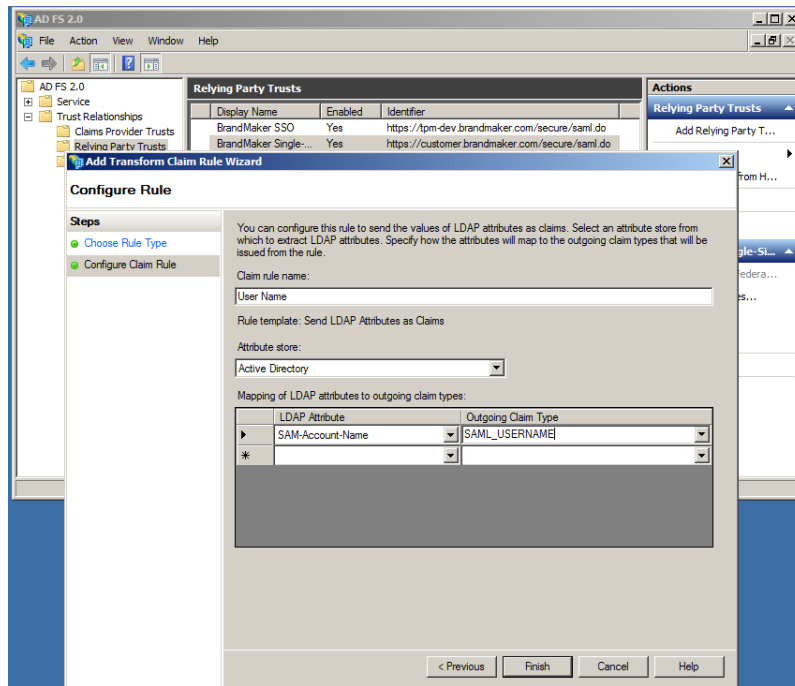 AD FS 2.0
File Action View Window Help
AD FS 2.0
Service
Trust Relationships
Claims Provider Trusts
Relying Party Trusts
Relying Party Trusts
Display Name Enabled Identifier
BrandMaker SSO Yes https://tpm-dev.brandmaker.com/secure/saml.do
BrandMaker Single-... Yes https://customer.brandmaker.com/secure/saml.do
Actions
Relying Party Trusts
Add Relying Party T...
from H...
gle-Si...
Federa...
es...
Add Transform Claim Rule Wizard
Configure Rule
Steps
Choose Rule Type
Configure Claim Rule
You can configure this rule to send the values of LDAP attributes as claims. Select an attribute store from
which to extract LDAP attributes. Specify how the attributes will map to the outgoing claim types that will be
issued from the rule.
Claim rule name:
User Name
Rule template: Send LDAP Attributes as Claims
Attribute store:
Active Directory
Mapping of LDAP attributes to outgoing claim types:
LDAP Attribute Outgoing Claim Type
SAM-Account-Name SAML_USERNAME
< Previous Finish Cancel Help